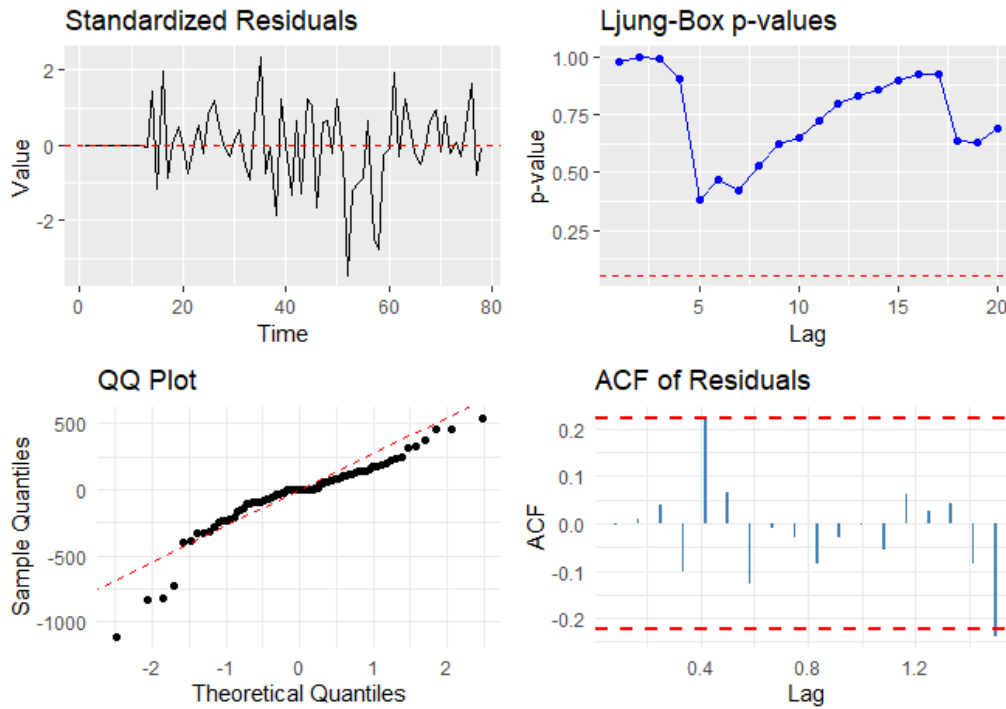 Standardized Residuals
Value
2
0
-2
0
20
40
60
80
Time
Ljung-Box p-values
p-value
1.00
0.75
0.50
0.25
5
10
15
20
Lag
QQ Plot
Sample Quantiles
500
0
-500
-1000
-2
-1
0
1
2
Theoretical Quantiles
ACF of Residuals
ACF
0.2
0.1
0.0
-0.1
-0.2
0.4
0.8
1.2
Lag